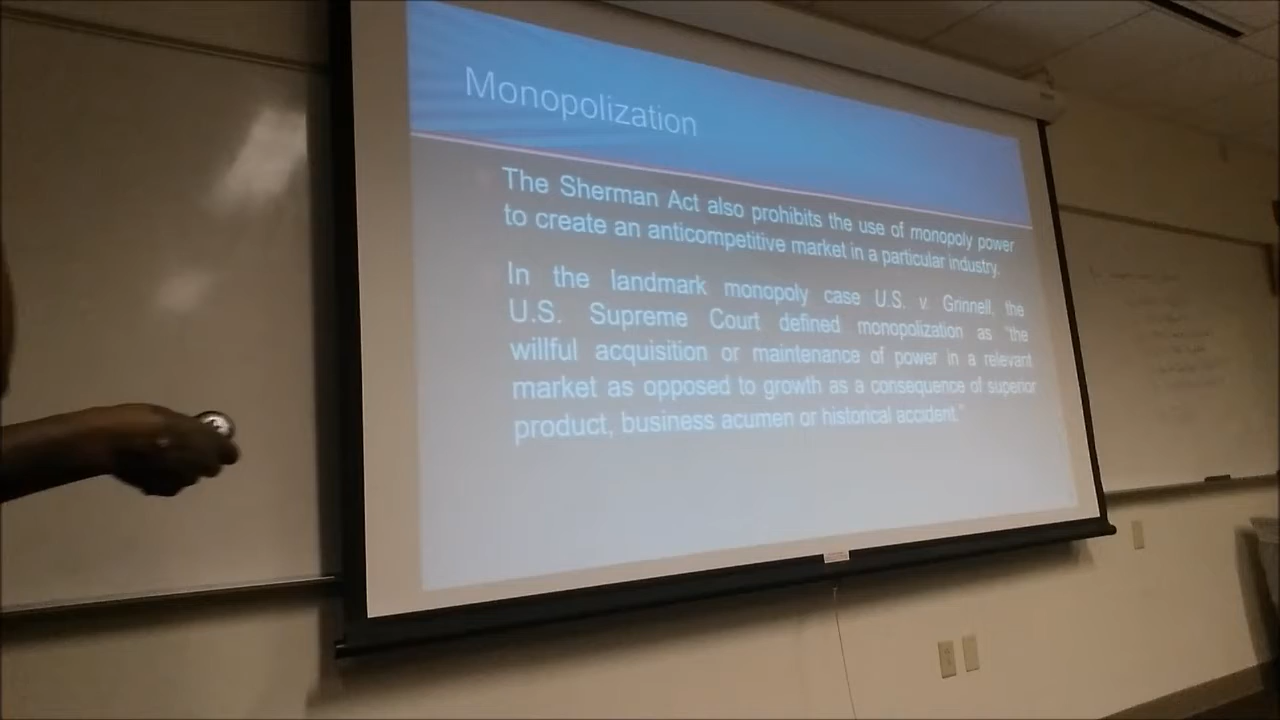 Monopolization
The Sherman Act also prohibits the use of monopoly power
to create an anticompetitive market in a particular industry.
In the landmark monopoly case U.S. v. Grinnell, the
U.S. Supreme Court defined monopolization as "the
willful acquisition or maintenance of power in a relevant
market as opposed to growth as a consequence of superior
product, business acumen or historical accident."